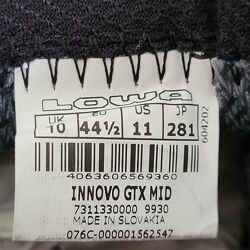 LOWA
UK EU US JP
10 44½ 11 281
604202
4063606569360
INNOVO GTX MID
7311330000 9930
MADE IN SLOVAKIA
076C-000001562547